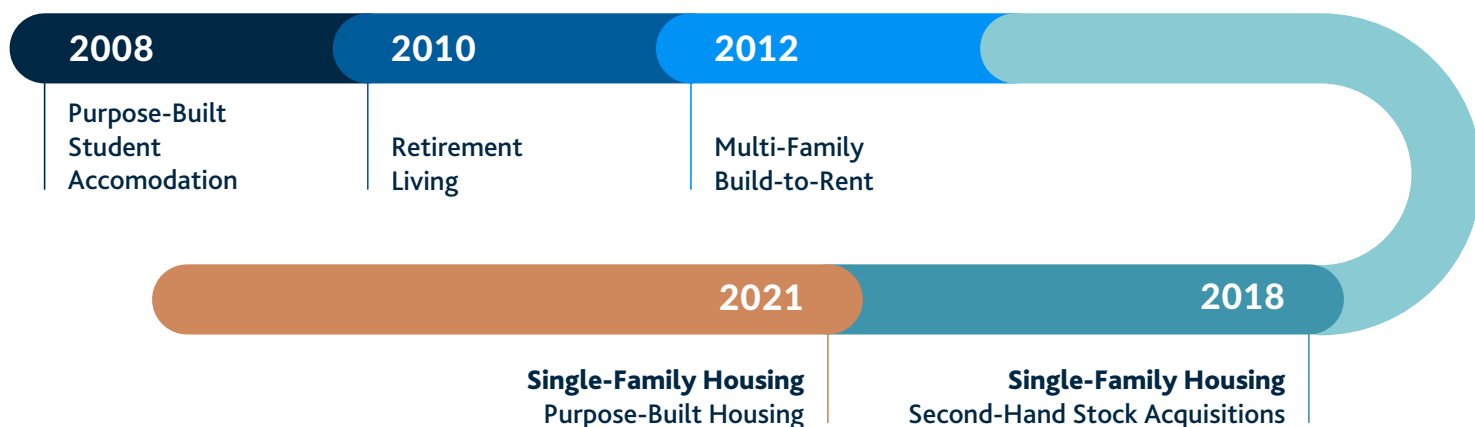 2008
Purpose-Built
Student
Accomodation
2010
Retirement
Living
2012
Multi-Family
Build-to-Rent
2018
Single-Family Housing
Second-Hand Stock Acquisitions
2021
Single-Family Housing
Purpose-Built Housing